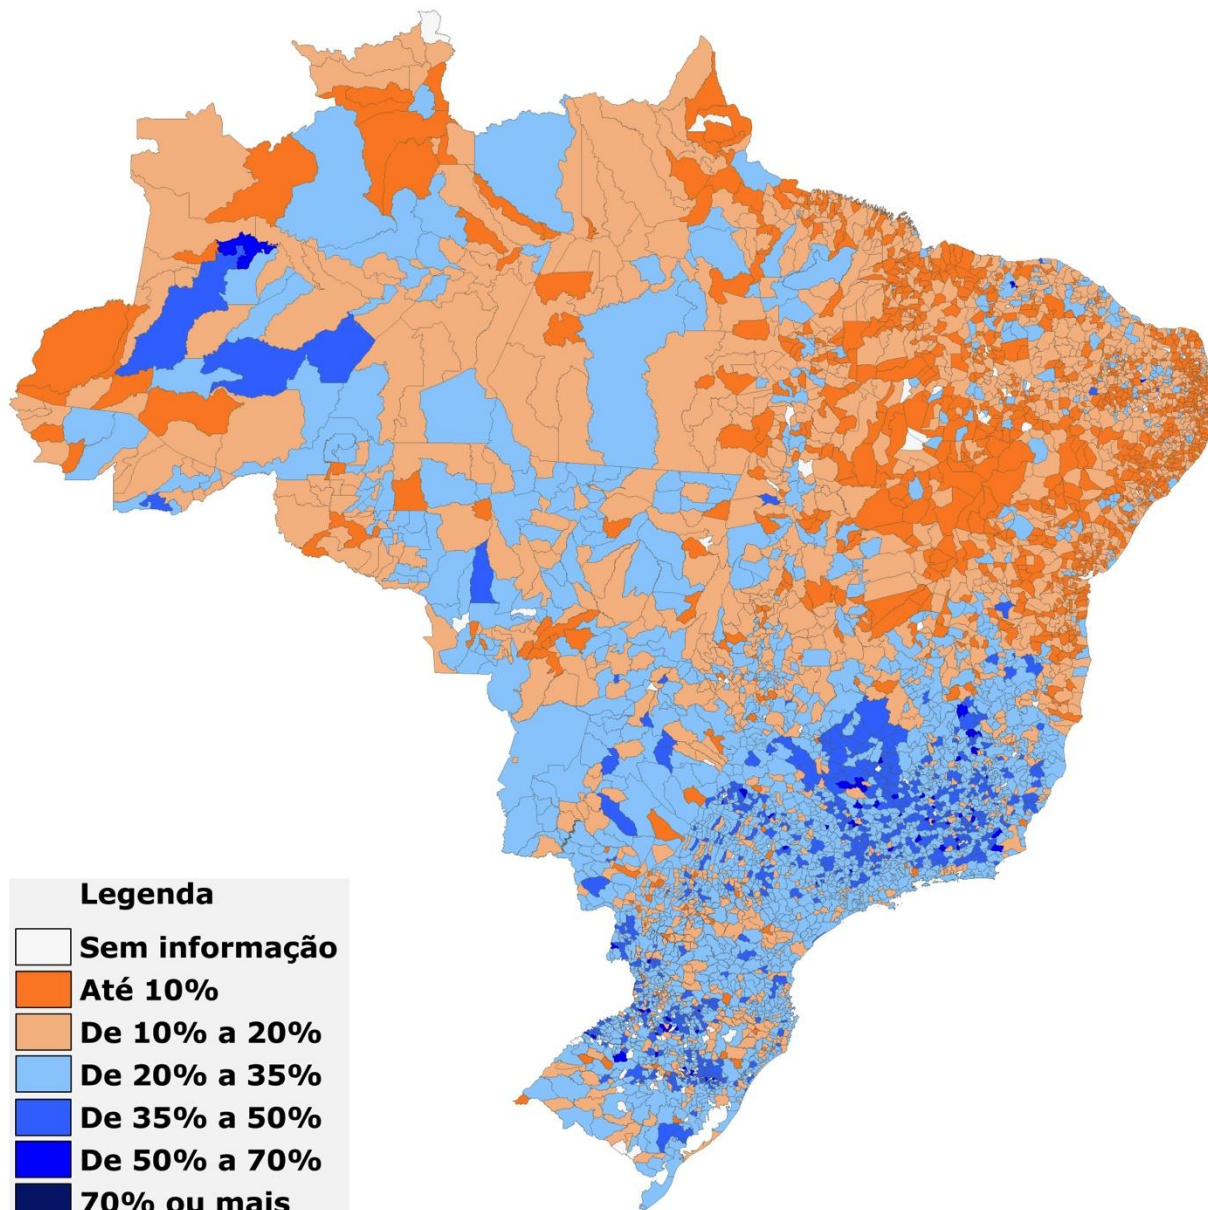 Legenda
Sem informação
Até 10%
De 10% a 20%
De 20% a 35%
De 35% a 50%
De 50% a 70%
70% ou mais